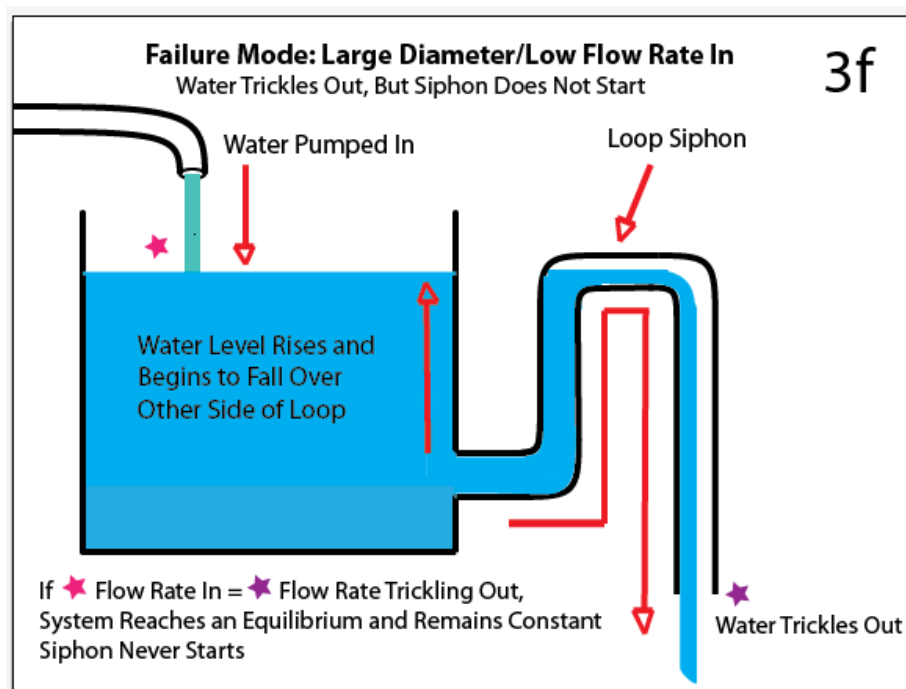 Failure Mode: Large Diameter/Low Flow Rate In
Water Trickles Out, But Siphon Does Not Start
3f
Water Pumped In
Loop Siphon
Water Level Rises and
Begins to Fall Over
Other Side of Loop
If Flow Rate In = Flow Rate Trickling Out,
System Reaches an Equilibrium and Remains Constant
Siphon Never Starts
Water Trickles Out